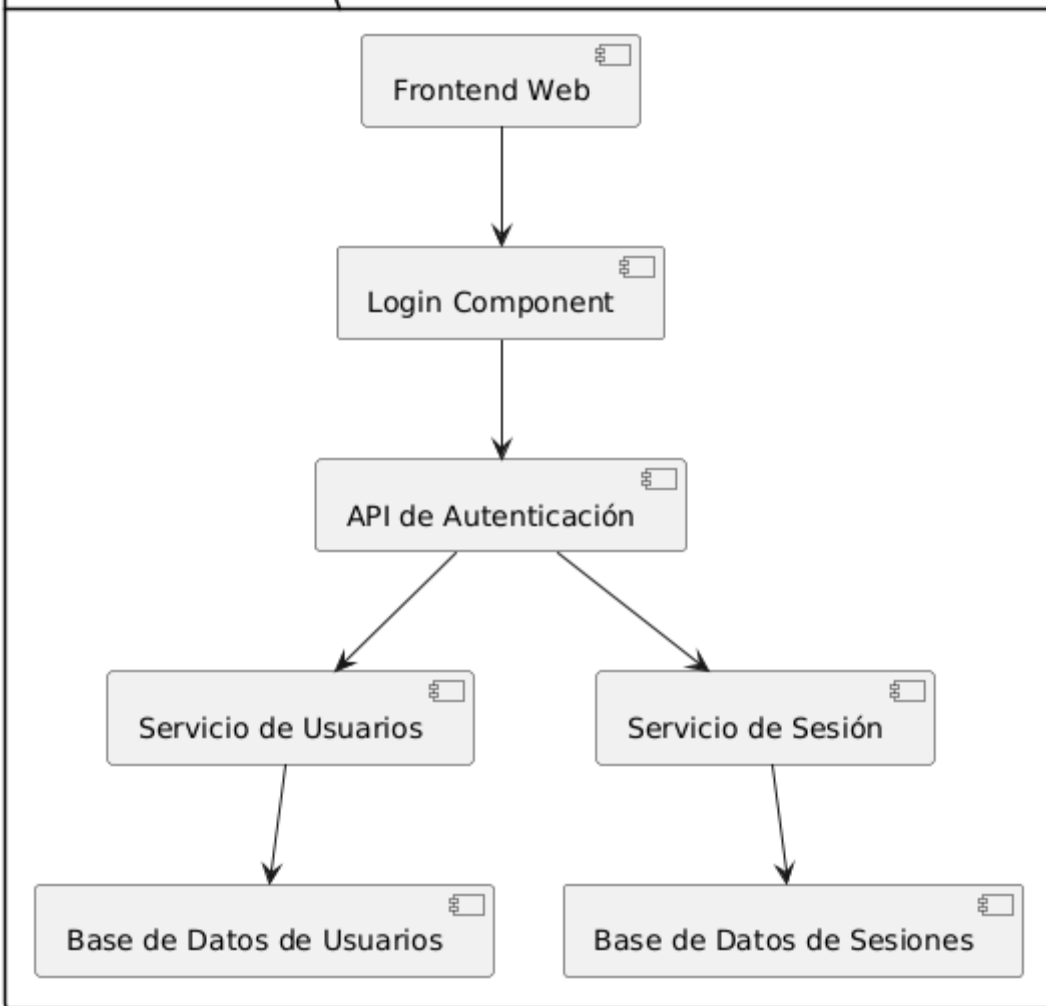 Frontend Web
Login Component
API de Autenticación
Servicio de Usuarios
Servicio de Sesión
Base de Datos de Usuarios
Base de Datos de Sesiones